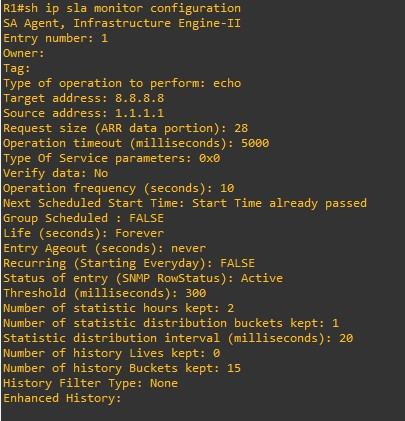 R1#sh ip sla monitor configuration
SA Agent, Infrastructure Engine-II
Entry number: 1
Owner:
Tag:
Type of operation to perform: echo
Target address: 8.8.8.8
Source address: 1.1.1.1
Request size (ARR data portion): 28
Operation timeout (milliseconds): 5000
Type Of Service parameters: 0x0
Verify data: No
Operation frequency (seconds): 10
Next Scheduled Start Time: Start Time already passed
Group Scheduled : FALSE
Life (seconds): Forever
Entry Ageout (seconds): never
Recurring (Starting Everyday): FALSE
Status of entry (SNMP RowStatus): Active
Threshold (milliseconds): 300
Number of statistic hours kept: 2
Number of statistic distribution buckets kept: 1
Statistic distribution interval (milliseconds): 20
Number of history Lives kept: 0
Number of history Buckets kept: 15
History Filter Type: None
Enhanced History: